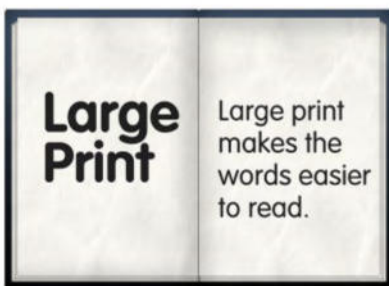 Large
Print
Large print
makes the
words easier
to read.